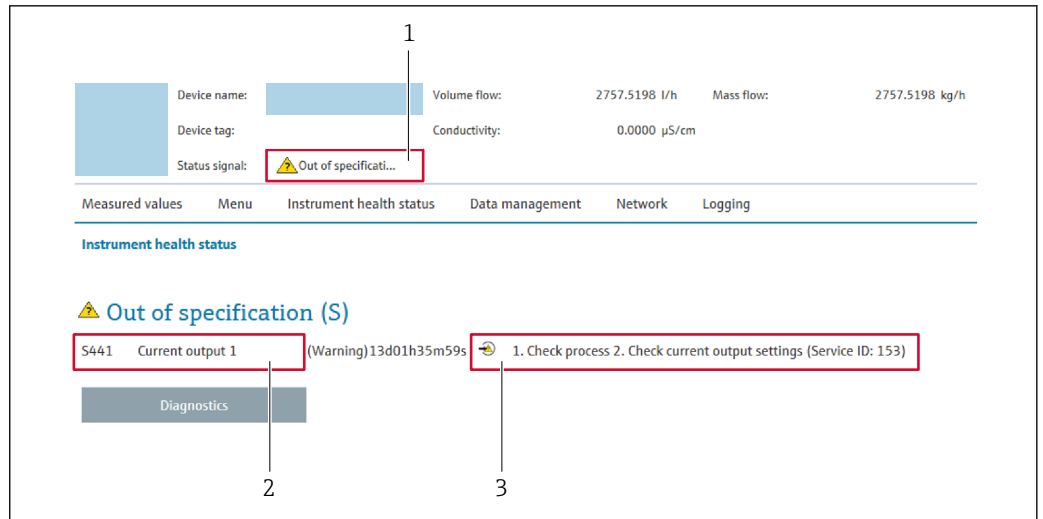 1
Device name: Volume flow: 2757.5198 l/h Mass flow: 2757.5198 kg/h
Device tag: Conductivity: 0.0000 µS/cm
Status signal: Out of specificati...
Measured values Menu Instrument health status Data management Network Logging
Instrument health status
Out of specification (S)
S441 Current output 1 (Warning)13d01h35m59s 1. Check process 2. Check current output settings (Service ID: 153)
Diagnostics
2 3